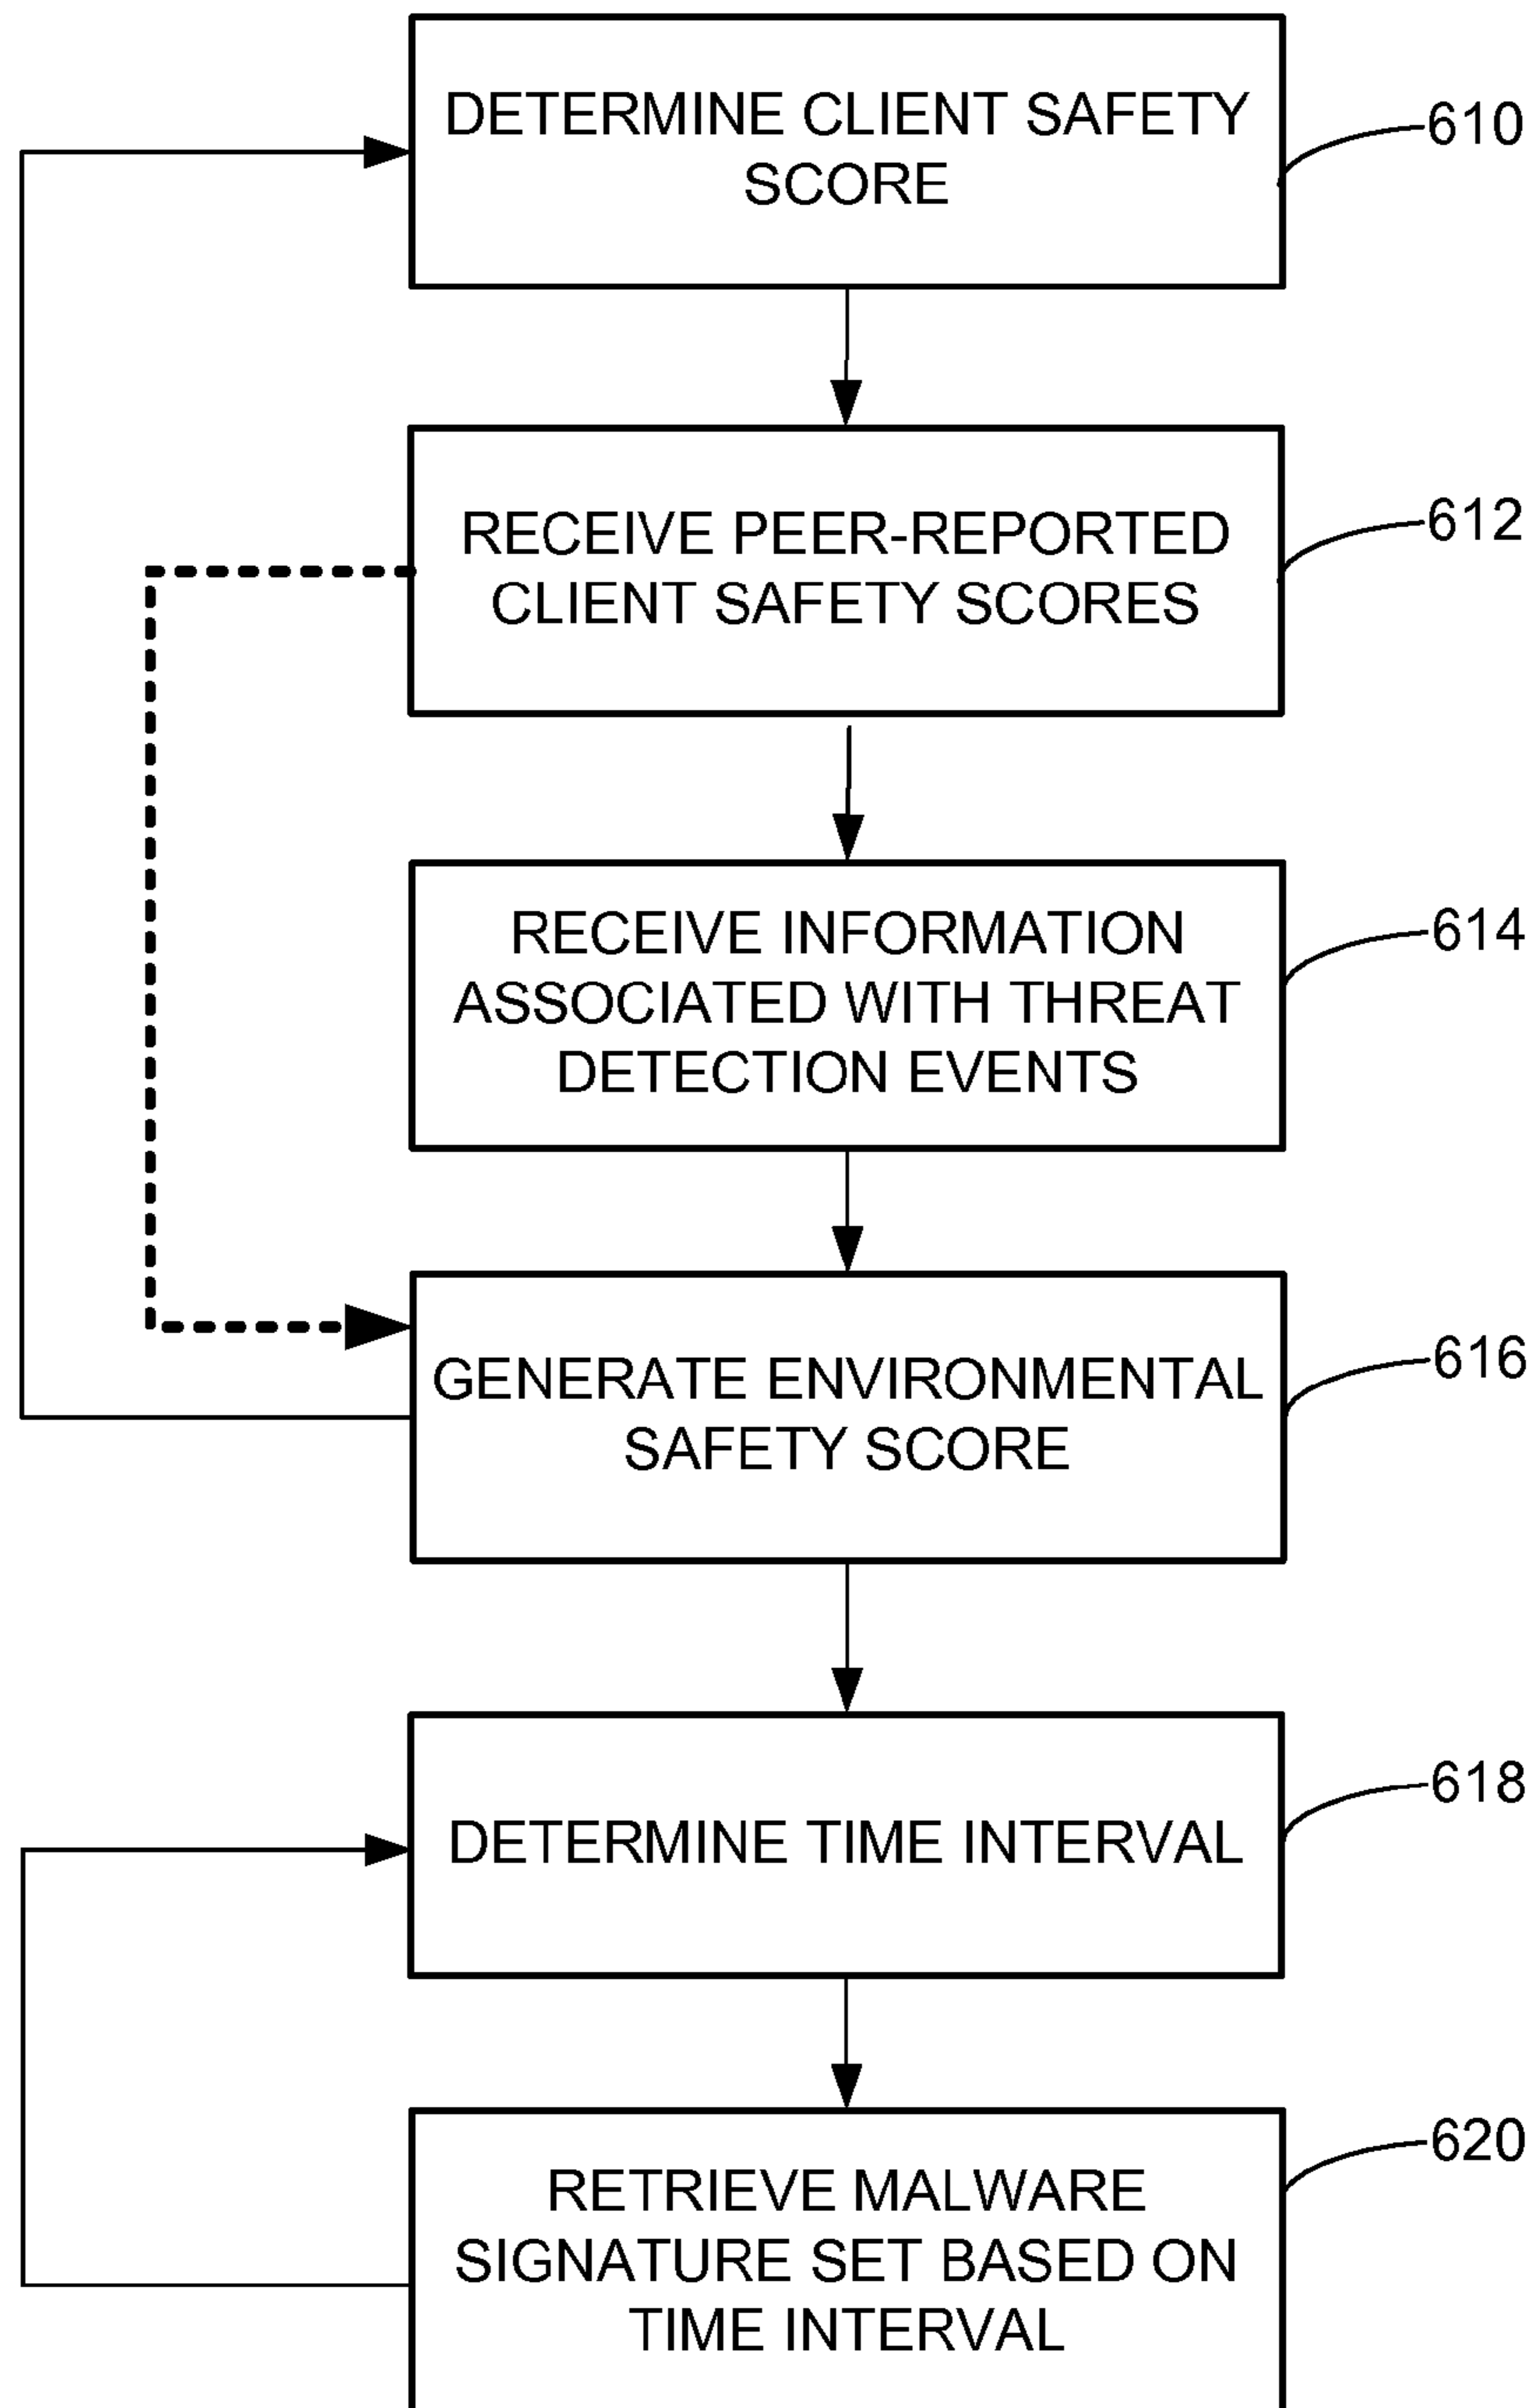 DETERMINE CLIENT SAFETY
SCORE
610
RECEIVE PEER-REPORTED
CLIENT SAFETY SCORES
612
RECEIVE INFORMATION
ASSOCIATED WITH THREAT
DETECTION EVENTS
614
GENERATE ENVIRONMENTAL
SAFETY SCORE
616
DETERMINE TIME INTERVAL
618
RETRIEVE MALWARE
SIGNATURE SET BASED ON
TIME INTERVAL
620